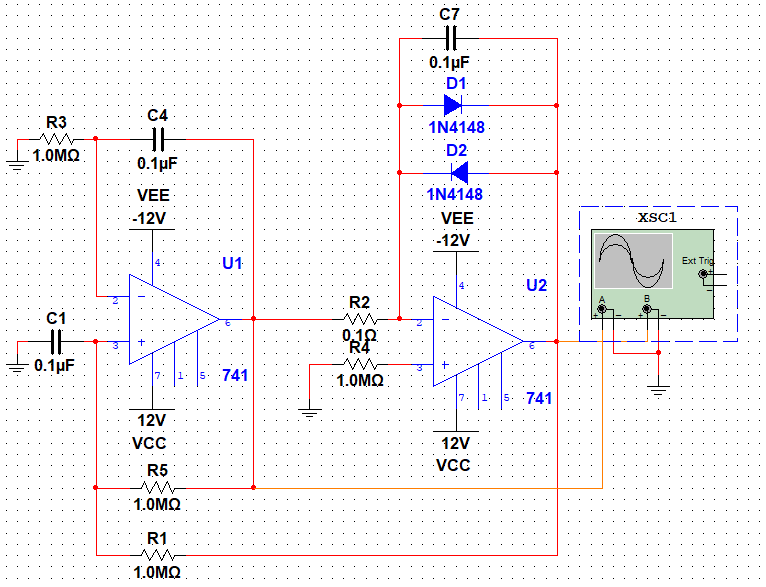 C7
0.1µF
D1
1N4148
D2
1N4148
R3
1.0MΩ
C4
0.1µF
VEE
-12V
4
U1
2
3
6
7
1
5
741
C1
0.1µF
12V
VCC
VEE
-12V
4
U2
R2
0.1Ω
R4
1.0MΩ
2
3
6
7
1
5
741
12V
VCC
XSC1
Ext Trig
+
−
A
B
+
−
+
−
R5
1.0MΩ
R1
1.0MΩ